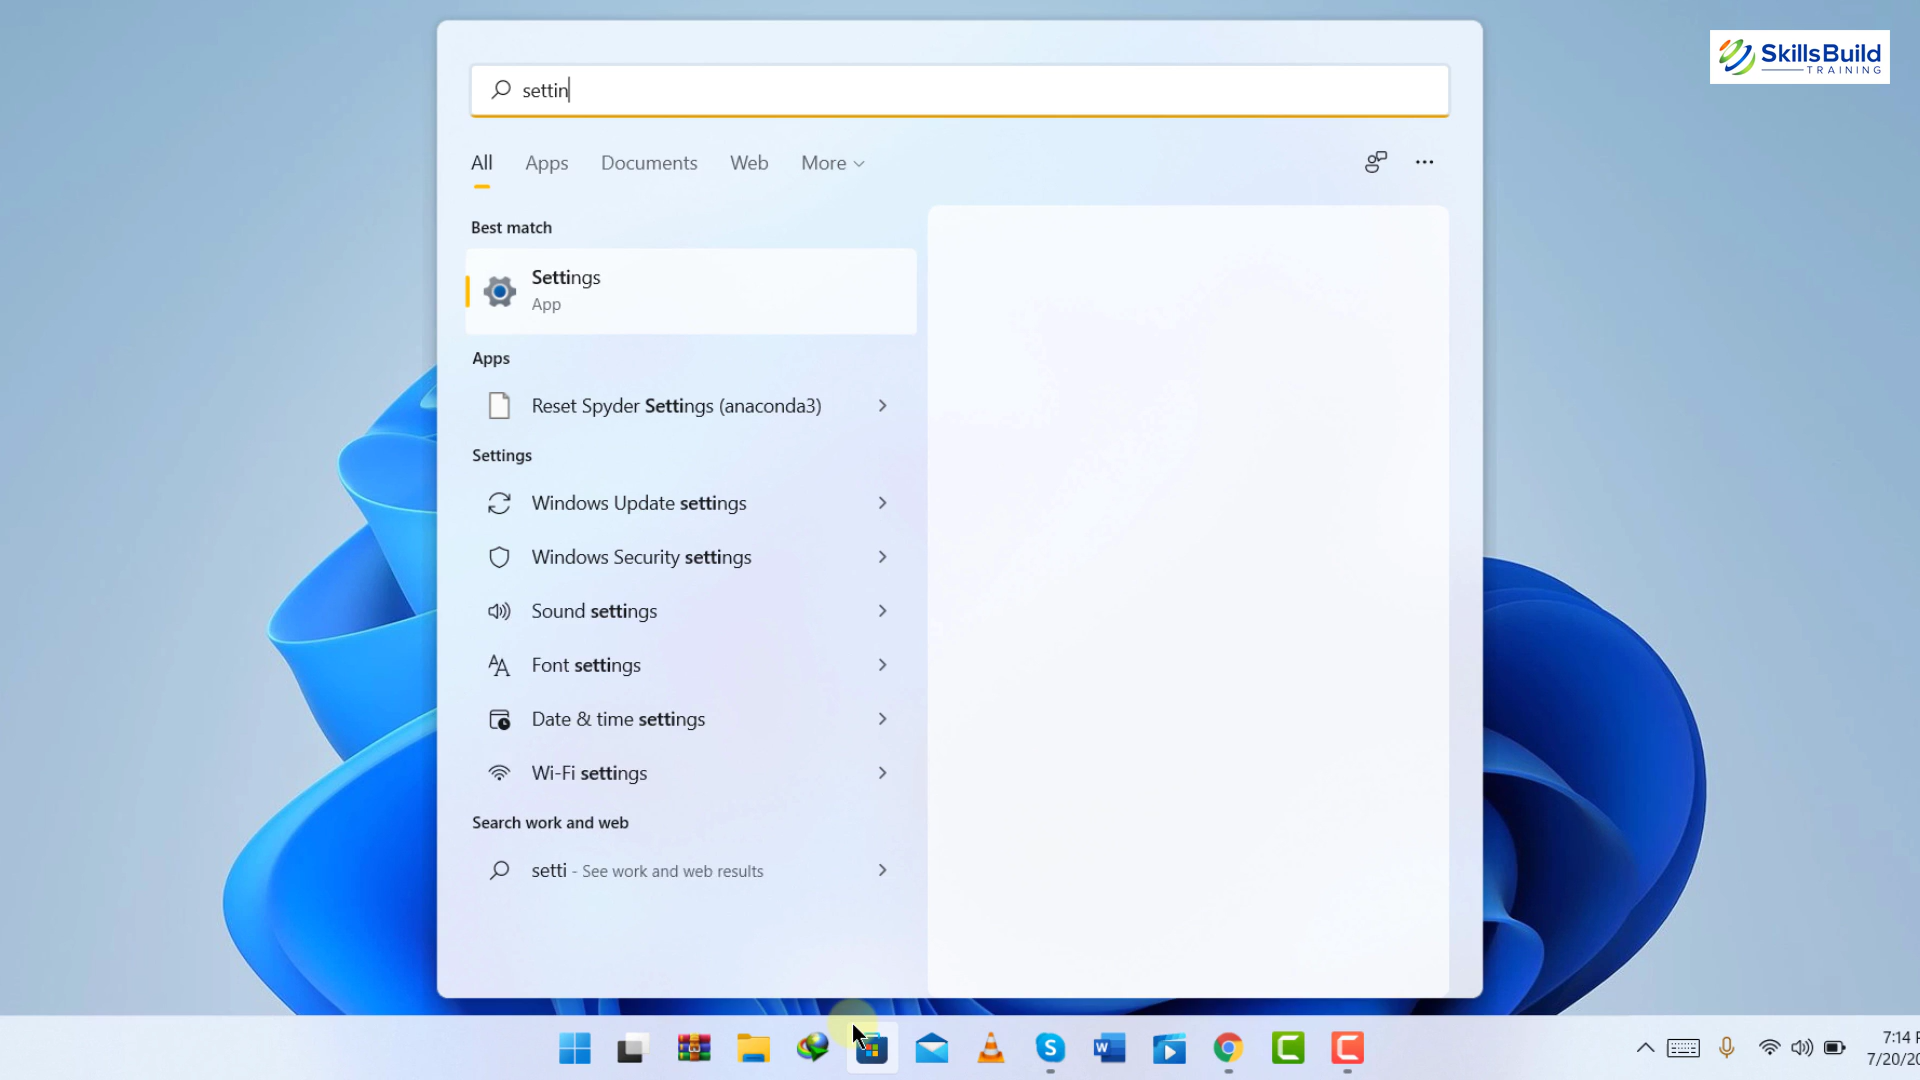 SkillsBuild
TRAINING
settin
All Apps Documents Web More
Best match
Settings
App
Apps
Reset Spyder Settings (anaconda3)
Settings
Windows Update settings
Windows Security settings
Sound settings
Font settings
Date & time settings
Wi-Fi settings
Search work and web
setti - See work and web results
7:14
7/20/20